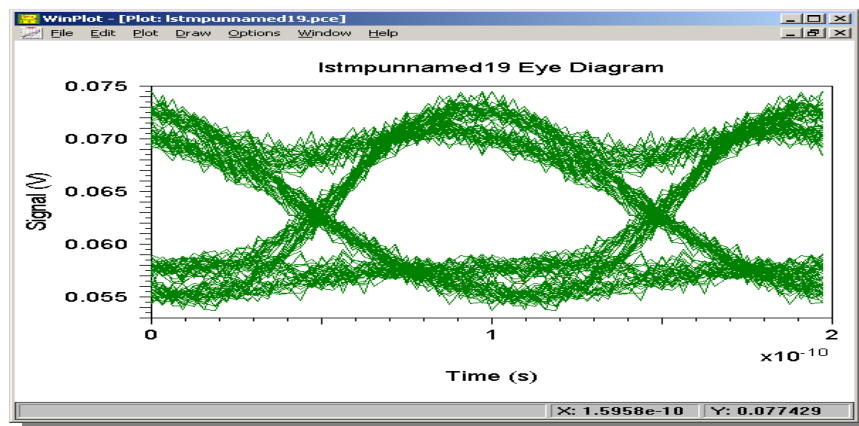 WinPlot - [Plot: lstmpunnamed19.pce]
File Edit Plot Draw Options Window Help
lstmpunnamed19 Eye Diagram
0.075
0.070
0.065
0.060
0.055
Signal (V)
0 1 2
x10-10
Time (s)
X: 1.5958e-10 Y: 0.077429